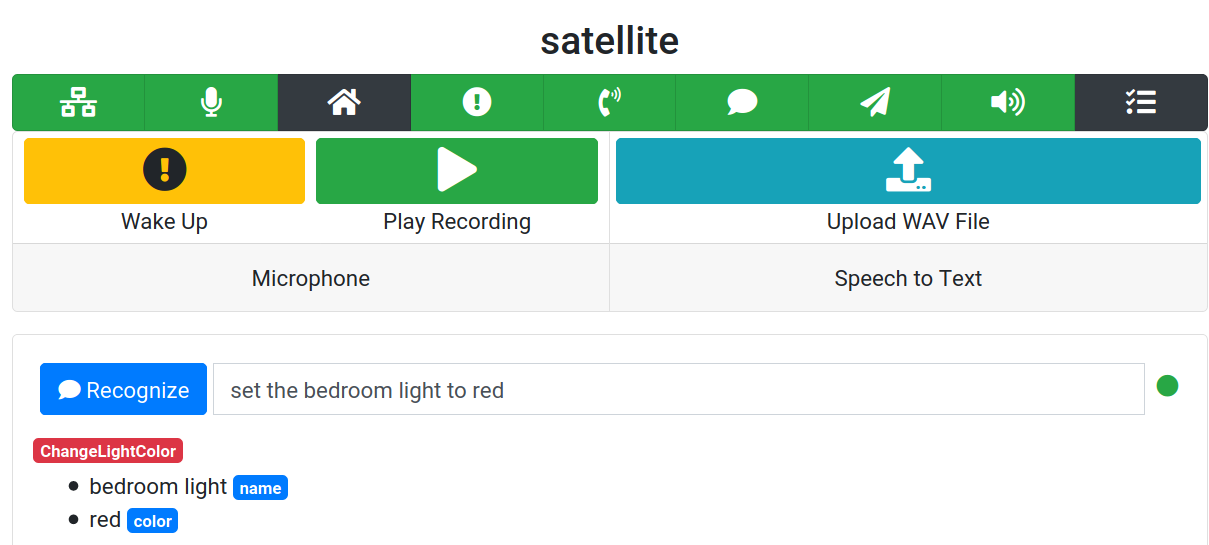 satellite
Wake Up
Play Recording
Upload WAV File
Microphone
Speech to Text
Recognize
set the bedroom light to red
ChangeLightColor
bedroom light name
red color